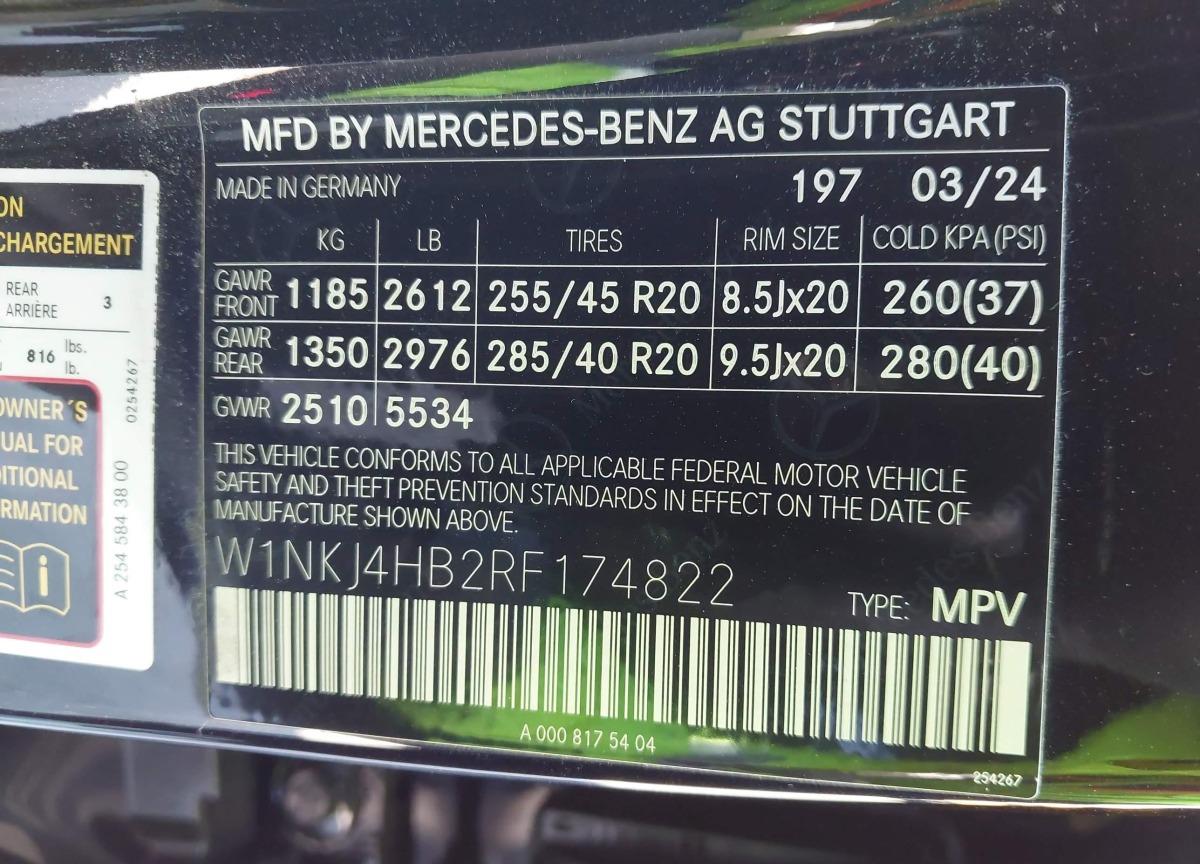 ON
CHARGEMENT
REAR
ARRIÈRE 3
816 lbs.
lb.
OWNER´S
UAL FOR
DITIONAL
RMATION
i
0254267
A 254 584 38 00
MFD BY MERCEDES-BENZ AG STUTTGART
MADE IN GERMANY 197 03/24
KG LB TIRES RIM SIZE COLD KPA (PSI)
GAWR FRONT 1185 2612 255/45 R20 8.5Jx20 260(37)
GAWR REAR 1350 2976 285/40 R20 9.5Jx20 280(40)
GVWR 2510 5534
THIS VEHICLE CONFORMS TO ALL APPLICABLE FEDERAL MOTOR VEHICLE
SAFETY AND THEFT PREVENTION STANDARDS IN EFFECT ON THE DATE OF
MANUFACTURE SHOWN ABOVE.
W1NKJ4HB2RF174822
TYPE: MPV
A 000 817 54 04
254267